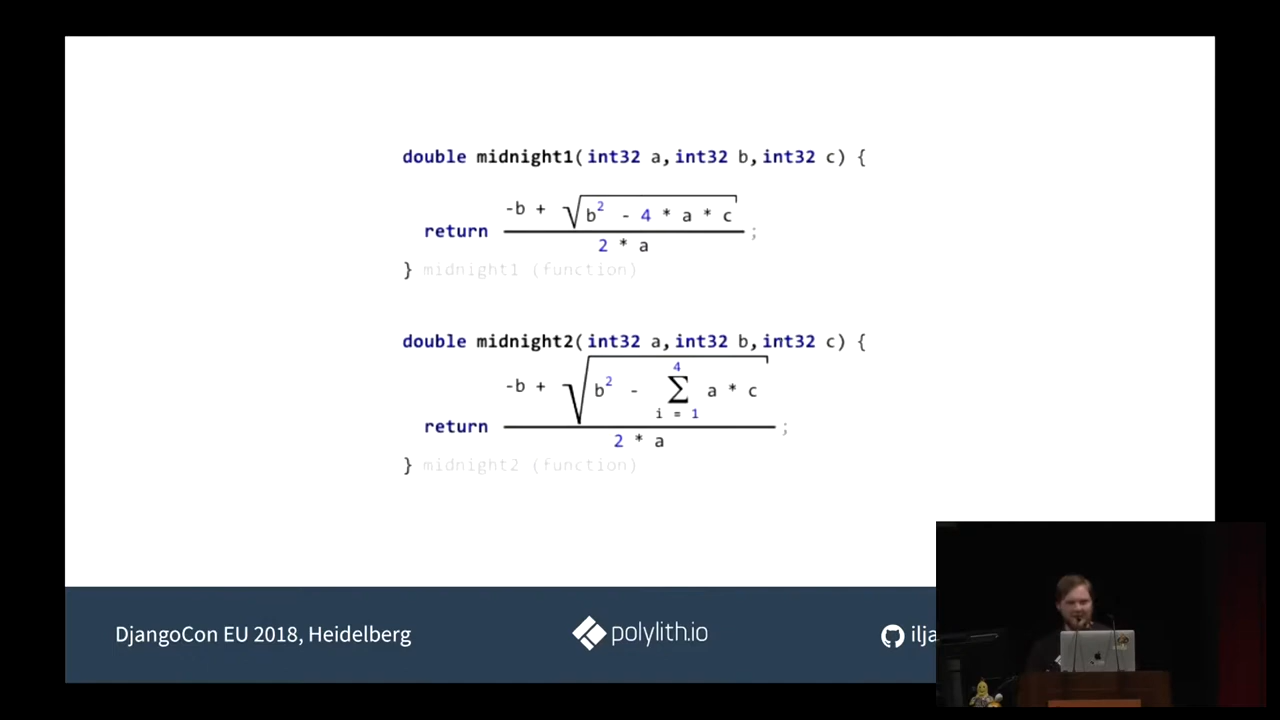 double midnight1(int32 a, int32 b, int32 c) {
return (-b + √(b² - 4 * a * c)) / (2 * a) ;
} midnight1 (function)
double midnight2(int32 a, int32 b, int32 c) {
return (-b + √(b² - ∑_{i = 1}^{4} a * c)) / (2 * a) ;
} midnight2 (function)
DjangoCon EU 2018, Heidelberg
polylith.io
ilja